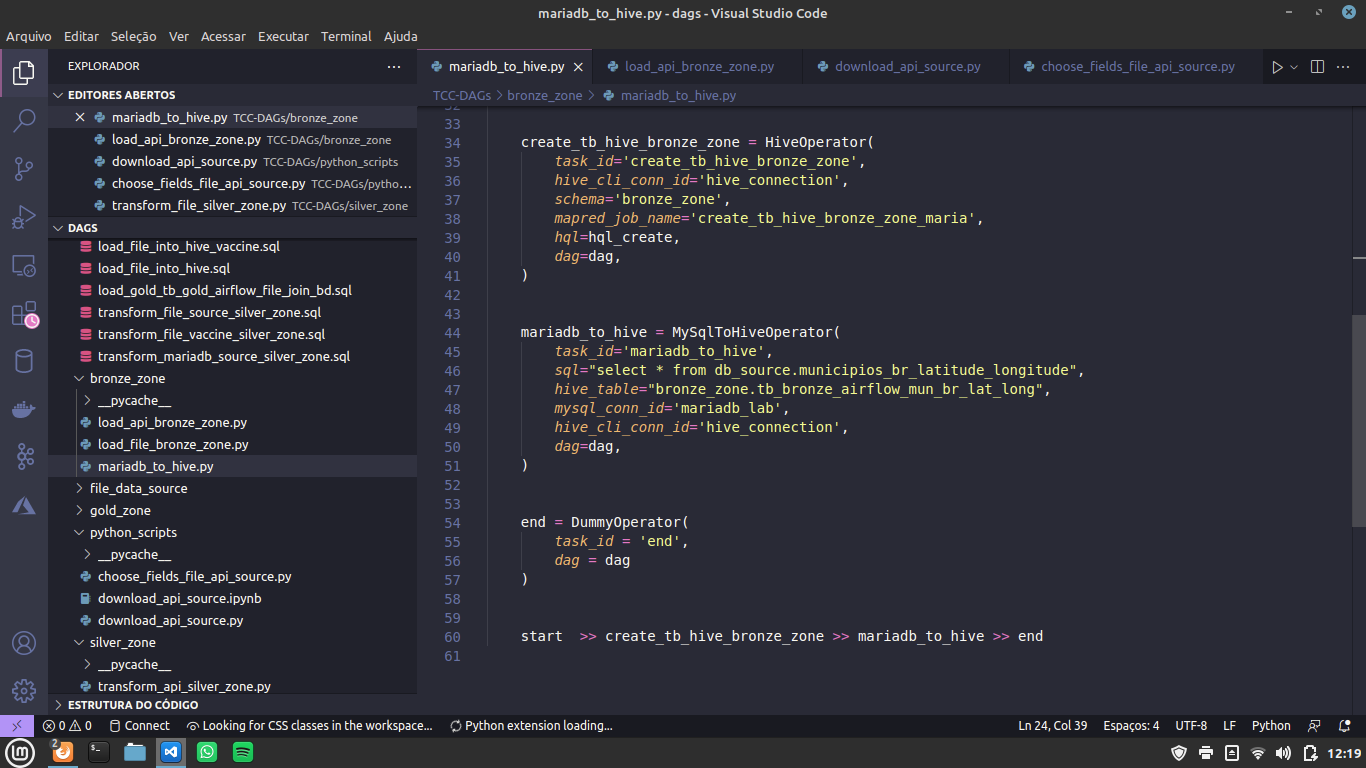 mariadb_to_hive.py - dags - Visual Studio Code
Arquivo Editar Seleção Ver Acessar Executar Terminal Ajuda
EXPLORADOR
EDITORES ABERTOS
mariadb_to_hive.py TCC-DAGs/bronze_zone
load_api_bronze_zone.py TCC-DAGs/bronze_zone
download_api_source.py TCC-DAGs/python_scripts
choose_fields_file_api_source.py TCC-DAGs/pytho...
transform_file_silver_zone.py TCC-DAGs/silver_zone
DAGS
load_file_into_hive_vaccine.sql
load_file_into_hive.sql
load_gold_tb_gold_airflow_file_join_bd.sql
transform_file_source_silver_zone.sql
transform_file_vaccine_silver_zone.sql
transform_mariadb_source_silver_zone.sql
bronze_zone
__pycache__
load_api_bronze_zone.py
load_file_bronze_zone.py
mariadb_to_hive.py
file_data_source
gold_zone
python_scripts
__pycache__
choose_fields_file_api_source.py
download_api_source.ipynb
download_api_source.py
silver_zone
__pycache__
transform_api_silver_zone.py
ESTRUTURA DO CÓDIGO
mariadb_to_hive.py load_api_bronze_zone.py download_api_source.py choose_fields_file_api_source.py
TCC-DAGs > bronze_zone > mariadb_to_hive.py
32
33
34 create_tb_hive_bronze_zone = HiveOperator(
35 task_id='create_tb_hive_bronze_zone',
36 hive_cli_conn_id='hive_connection',
37 schema='bronze_zone',
38 mapred_job_name='create_tb_hive_bronze_zone_maria',
39 hql=hql_create,
40 dag=dag,
41 )
42
43
44 mariadb_to_hive = MySqlToHiveOperator(
45 task_id='mariadb_to_hive',
46 sql="select * from db_source.municipios_br_latitude_longitude",
47 hive_table="bronze_zone.tb_bronze_airflow_mun_br_lat_long",
48 mysql_conn_id='mariadb_lab',
49 hive_cli_conn_id='hive_connection',
50 dag=dag,
51 )
52
53
54 end = DummyOperator(
55 task_id = 'end',
56 dag = dag
57 )
58
59
60 start >> create_tb_hive_bronze_zone >> mariadb_to_hive >> end
61
0 0 Connect Looking for CSS classes in the workspace... Python extension loading... Ln 24, Col 39 Espaços: 4 UTF-8 LF Python
2 12:19